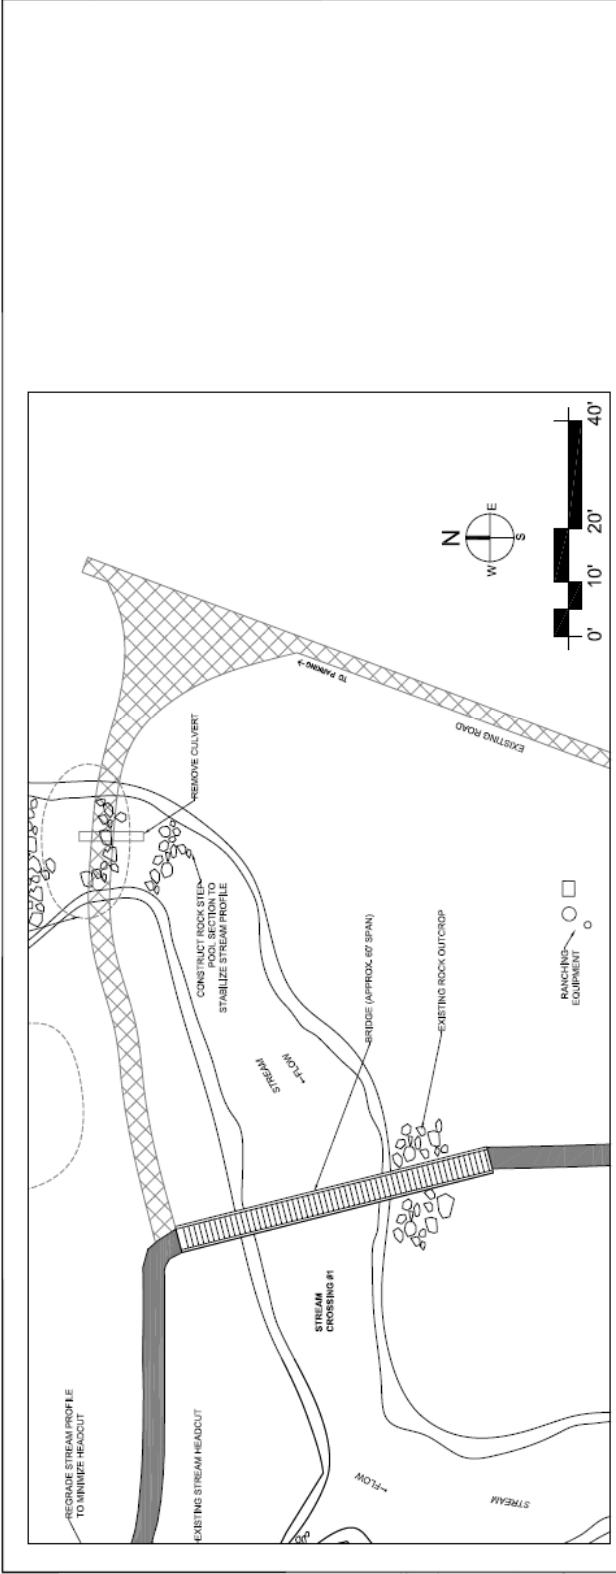 REGRADE STREAM PROFILE
TO MINIMIZE HEADCUT
EXISTING STREAM HEADCUT
STREAM
CROSSING #1
←FLOW
STREAM
STREAM
←FLOW
CONSTRUCT ROCK STEP
POOL SECTION TO
STABILIZE STREAM PROFILE
REMOVE CULVERT
BRIDGE (APPROX. 60' SPAN)
EXISTING ROCK OUTCROP
RANCHING
EQUIPMENT
TO PARKING→
EXISTING ROAD
N
W
E
S
0'
10'
20'
40'